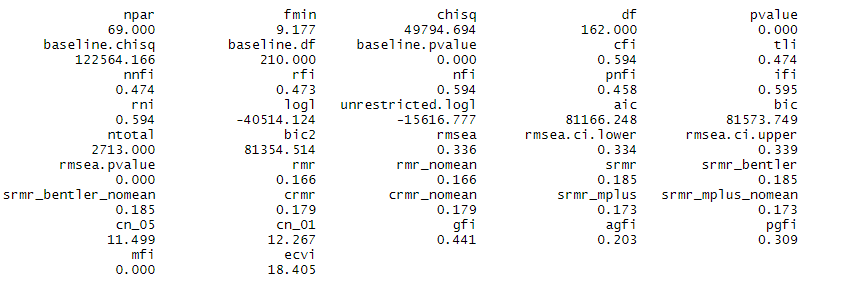 npar fmin chisq df pvalue
69.000 9.177 49794.694 162.000 0.000
baseline.chisq baseline.df baseline.pvalue cfi tli
122564.166 210.000 0.000 0.594 0.474
nnfi rfi nfi pnfi ifi
0.474 0.473 0.594 0.458 0.595
rni logl unrestricted.logl aic bic
0.594 -40514.124 -15616.777 81166.248 81573.749
ntotal bic2 rmsea rmsea.ci.lower rmsea.ci.upper
2713.000 81354.514 0.336 0.334 0.339
rmsea.pvalue rmr rmr_nomean srmr srmr_bentler
0.000 0.166 0.166 0.185 0.185
srmr_bentler_nomean crmr crmr_nomean srmr_mplus srmr_mplus_nomean
0.185 0.179 0.179 0.173 0.173
cn_05 cn_01 gfi agfi pgfi
11.499 12.267 0.441 0.203 0.309
mfi ecvi
0.000 18.405